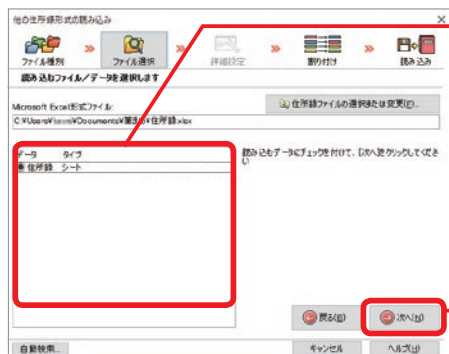 他の住所録形式の読み込み
ファイル種別
ファイル選択
詳細設定
割り付け
読み込み
読み込むファイル/データを選択します
Microsoft Excel形式ファイル:
住所録ファイルの選択または変更(F)...
データ タイプ
住所録 シート
読み込むデータにチェックを付けて、[次へ]をクリックしてください
戻る(B)
次へ(N)
自動検索...
キャンセル
ヘルプ(H)